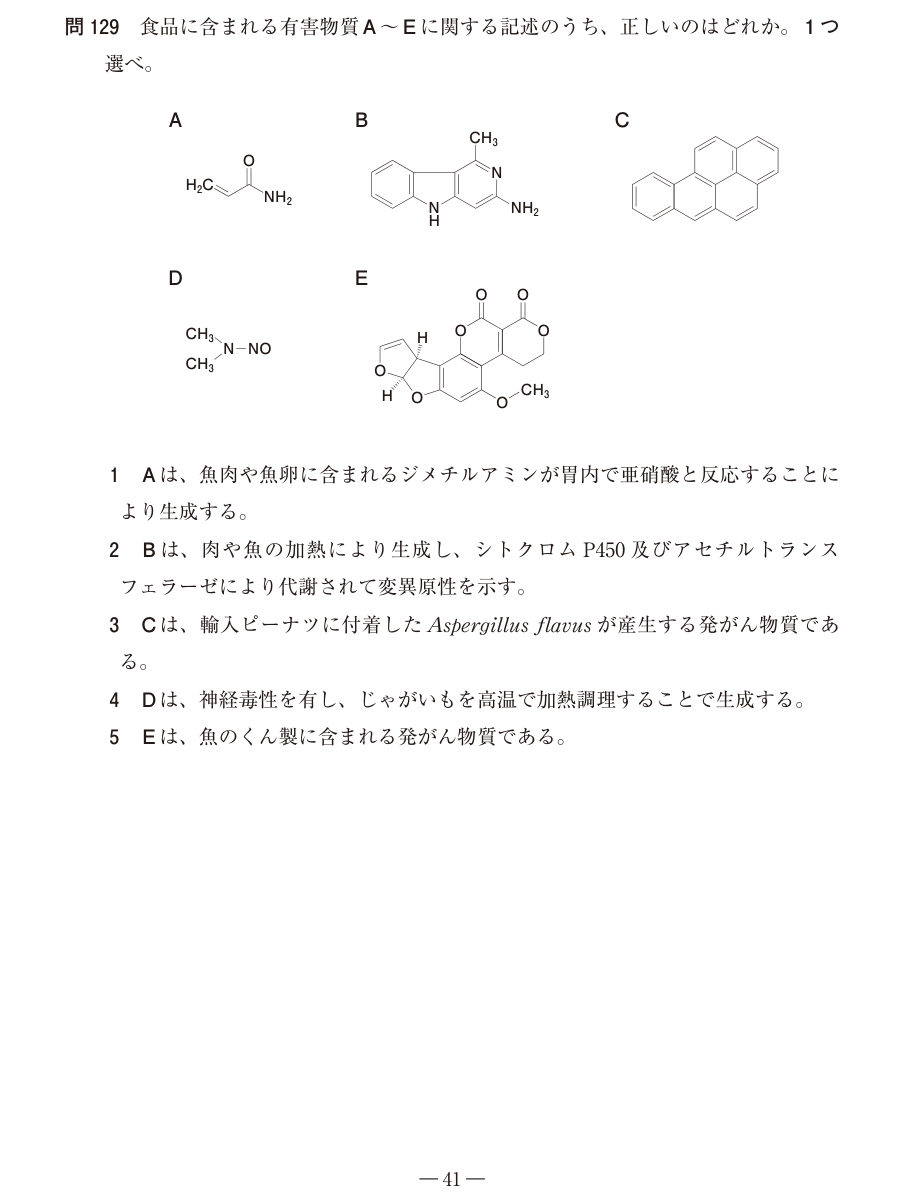 問 129 食品に含まれる有害物質A～Eに関する記述のうち、正しいのはどれか。1つ
選べ。
A B C
CH₃
O
H₂C
NH₂
N
NH₂
N
H
D E
O O
CH₃
N－NO
CH₃
H
O
O
O
H
O
O
CH₃
1 Aは、魚肉や魚卵に含まれるジメチルアミンが胃内で亜硝酸と反応することに
より生成する。
2 Bは、肉や魚の加熱により生成し、シトクロム P450 及びアセチルトランス
フェラーゼにより代謝されて変異原性を示す。
3 Cは、輸入ピーナツに付着した Aspergillus flavus が産生する発がん物質であ
る。
4 Dは、神経毒性を有し、じゃがいもを高温で加熱調理することで生成する。
5 Eは、魚のくん製に含まれる発がん物質である。
— 41 —